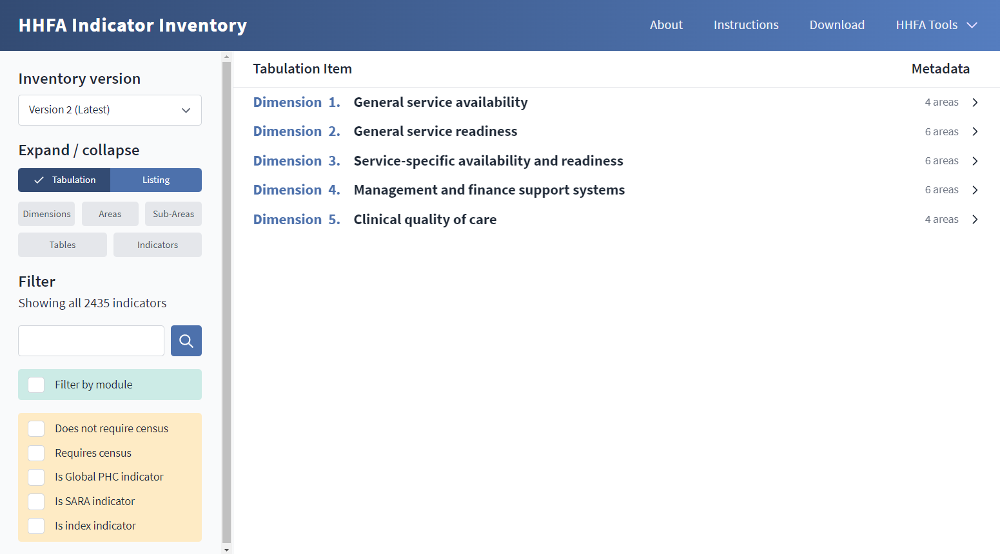 HHFA Indicator Inventory
About
Instructions
Download
HHFA Tools
Inventory version
Version 2 (Latest)
Expand / collapse
Tabulation
Listing
Dimensions
Areas
Sub-Areas
Tables
Indicators
Filter
Showing all 2435 indicators
Filter by module
Does not require census
Requires census
Is Global PHC indicator
Is SARA indicator
Is index indicator
Tabulation Item
Metadata
Dimension 1. General service availability 4 areas
Dimension 2. General service readiness 6 areas
Dimension 3. Service-specific availability and readiness 6 areas
Dimension 4. Management and finance support systems 6 areas
Dimension 5. Clinical quality of care 4 areas